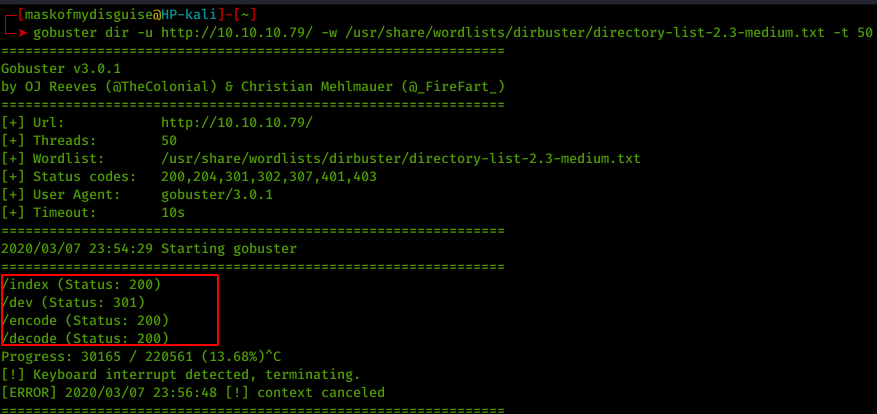 [maskofmydisguise@HP-kali]-[~]
gobuster dir -u http://10.10.10.79/ -w /usr/share/wordlists/dirbuster/directory-list-2.3-medium.txt -t 50
===============================================================
Gobuster v3.0.1
by OJ Reeves (@TheColonial) & Christian Mehlmauer (@_FireFart_)
===============================================================
[+] Url:            http://10.10.10.79/
[+] Threads:        50
[+] Wordlist:       /usr/share/wordlists/dirbuster/directory-list-2.3-medium.txt
[+] Status codes:   200,204,301,302,307,401,403
[+] User Agent:     gobuster/3.0.1
[+] Timeout:        10s
===============================================================
2020/03/07 23:54:29 Starting gobuster
===============================================================
/index (Status: 200)
/dev (Status: 301)
/encode (Status: 200)
/decode (Status: 200)
Progress: 30165 / 220561 (13.68%)^C
[!] Keyboard interrupt detected, terminating.
[ERROR] 2020/03/07 23:56:48 [!] context canceled
===============================================================